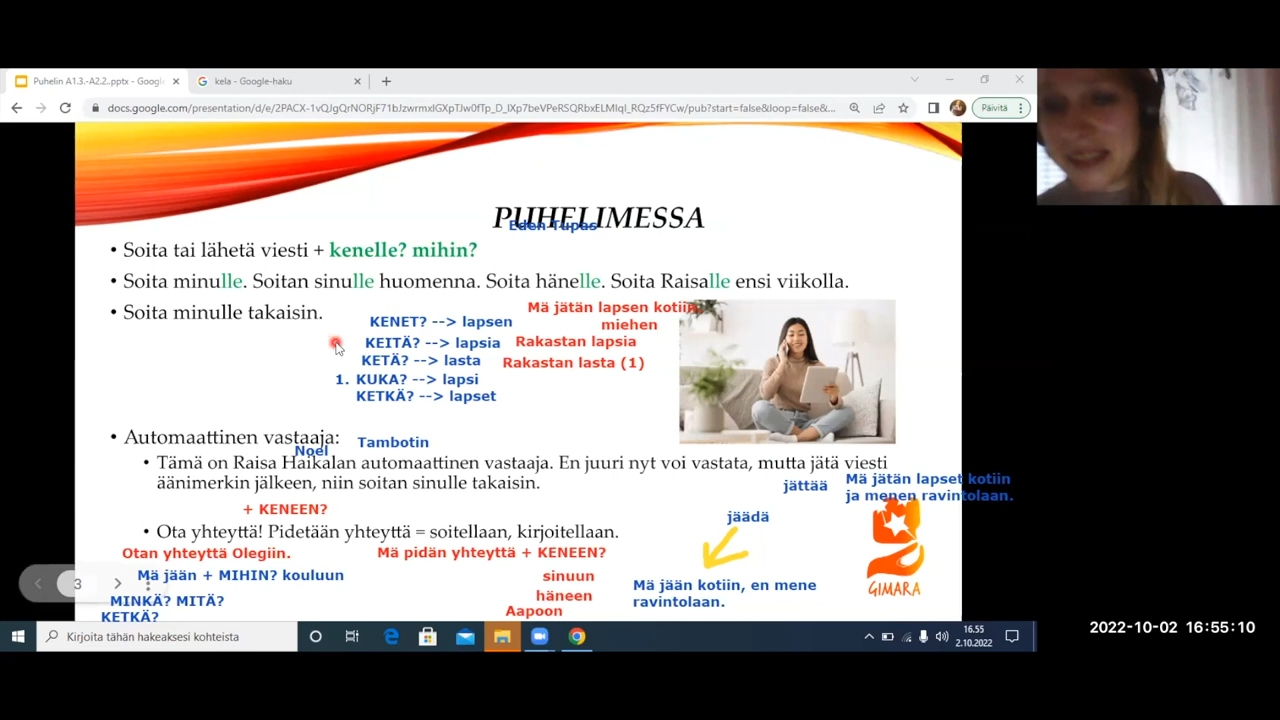 Puhelin A1.3.-A2.2..pptx - Googl
kela - Google-haku
docs.google.com/presentation/d/e/2PACX-1vQJgQrNORjF71bJzwrmxlGXpTJw0fTp_D_lXp7beVPeRSQRbxELMlql_RQz5fFYCw/pub?start=false&loop=false&...
Päivitä
PUHELIMESSA
Eden Tupas
• Soita tai lähetä viesti + kenelle? mihin?
• Soita minulle. Soitan sinulle huomenna. Soita hänelle. Soita Raisalle ensi viikolla.
• Soita minulle takaisin.
Mä jätän lapsen kotiin
miehen
KENET? --> lapsen
KEITÄ? --> lapsia
Rakastan lapsia
KETÄ? --> lasta
Rakastan lasta (1)
1. KUKA? --> lapsi
KETKÄ? --> lapset
• Automaattinen vastaaja:
Noel
Tambotin
• Tämä on Raisa Haikalan automaattinen vastaaja. En juuri nyt voi vastata, mutta jätä viesti
äänimerkin jälkeen, niin soitan sinulle takaisin.
jättää
Mä jätän lapset kotiin
ja menen ravintolaan.
+ KENEEN?
jäädä
• Ota yhteyttä! Pidetään yhteyttä = soitellaan, kirjoitellaan.
Otan yhteyttä Olegiin.
Mä pidän yhteyttä + KENEEN?
Mä jään + MIHIN? kouluun
sinuun
häneen
Aapoon
Mä jään kotiin, en mene
ravintolaan.
GIMARA
3
MINKÄ? MITÄ?
KETKÄ?
Kirjoita tähän hakeaksesi kohteista
16.55
2.10.2022
2022-10-02 16:55:10